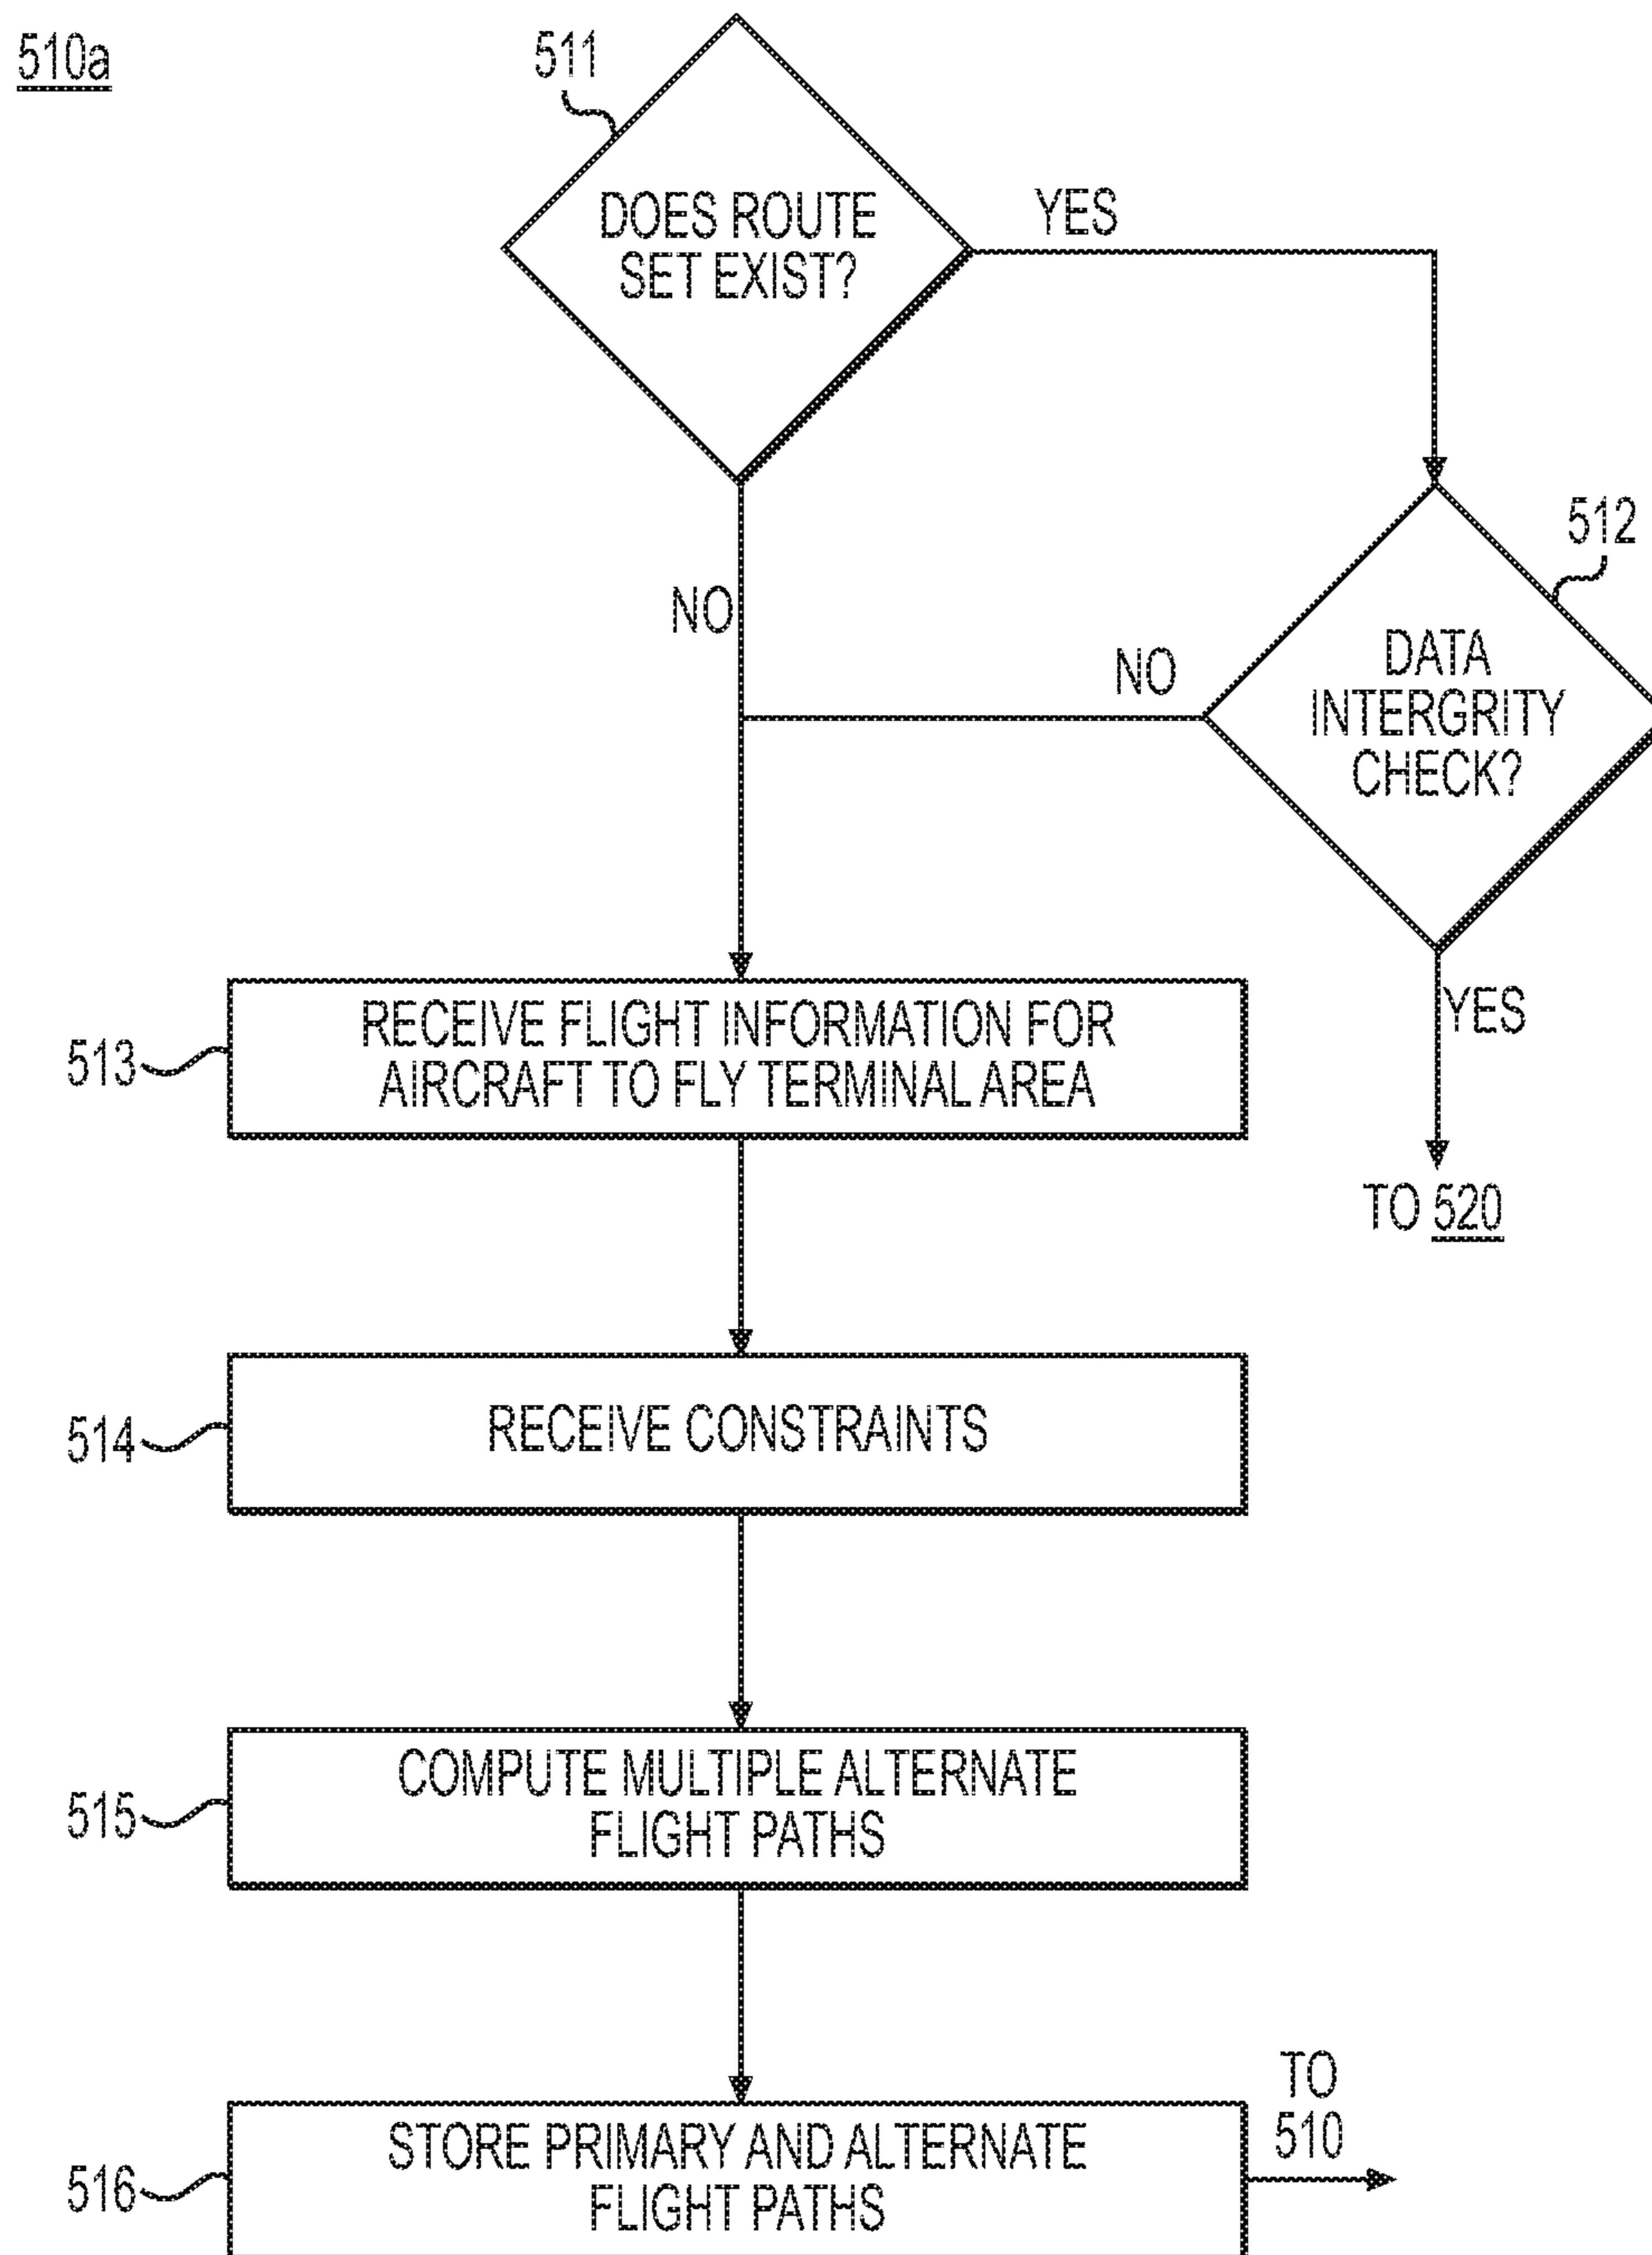 510a
511
DOES ROUTE
SET EXIST?
YES
NO
512
DATA
INTERGRITY
CHECK?
NO
YES
TO 520
513
RECEIVE FLIGHT INFORMATION FOR
AIRCRAFT TO FLY TERMINAL AREA
514
RECEIVE CONSTRAINTS
515
COMPUTE MULTIPLE ALTERNATE
FLIGHT PATHS
516
STORE PRIMARY AND ALTERNATE
FLIGHT PATHS
TO
510